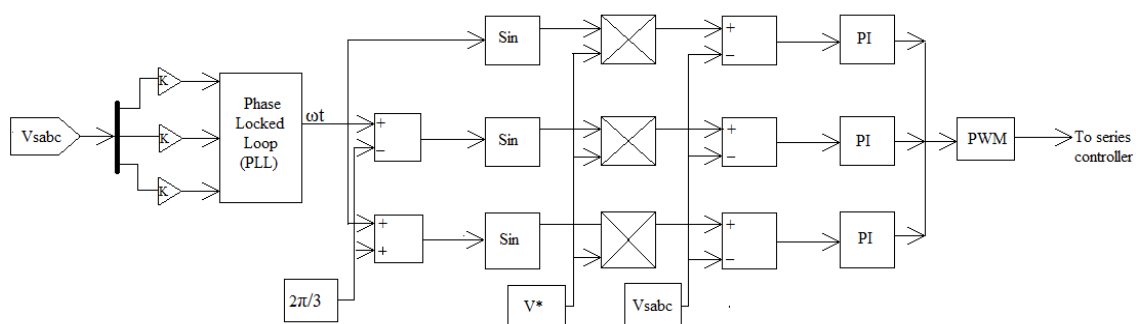 Vsabc
K
K
K
Phase
Locked
Loop
(PLL)
ωt
+
−
+
+
2π/3
Sin
Sin
Sin
V*
Vsabc
+
−
+
−
+
−
PI
PI
PI
PWM
To series
controller